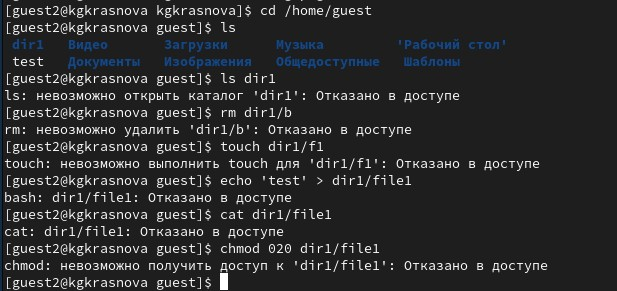 [guest2@kgkrasnova kgkrasnova]$ cd /home/guest
[guest2@kgkrasnova guest]$ ls
dir1 Видео Загрузки Музыка 'Рабочий стол'
test Документы Изображения Общедоступные Шаблоны
[guest2@kgkrasnova guest]$ ls dir1
ls: невозможно открыть каталог 'dir1': Отказано в доступе
[guest2@kgkrasnova guest]$ rm dir1/b
rm: невозможно удалить 'dir1/b': Отказано в доступе
[guest2@kgkrasnova guest]$ touch dir1/f1
touch: невозможно выполнить touch для 'dir1/f1': Отказано в доступе
[guest2@kgkrasnova guest]$ echo 'test' > dir1/file1
bash: dir1/file1: Отказано в доступе
[guest2@kgkrasnova guest]$ cat dir1/file1
cat: dir1/file1: Отказано в доступе
[guest2@kgkrasnova guest]$ chmod 020 dir1/file1
chmod: невозможно получить доступ к 'dir1/file1': Отказано в доступе
[guest2@kgkrasnova guest]$